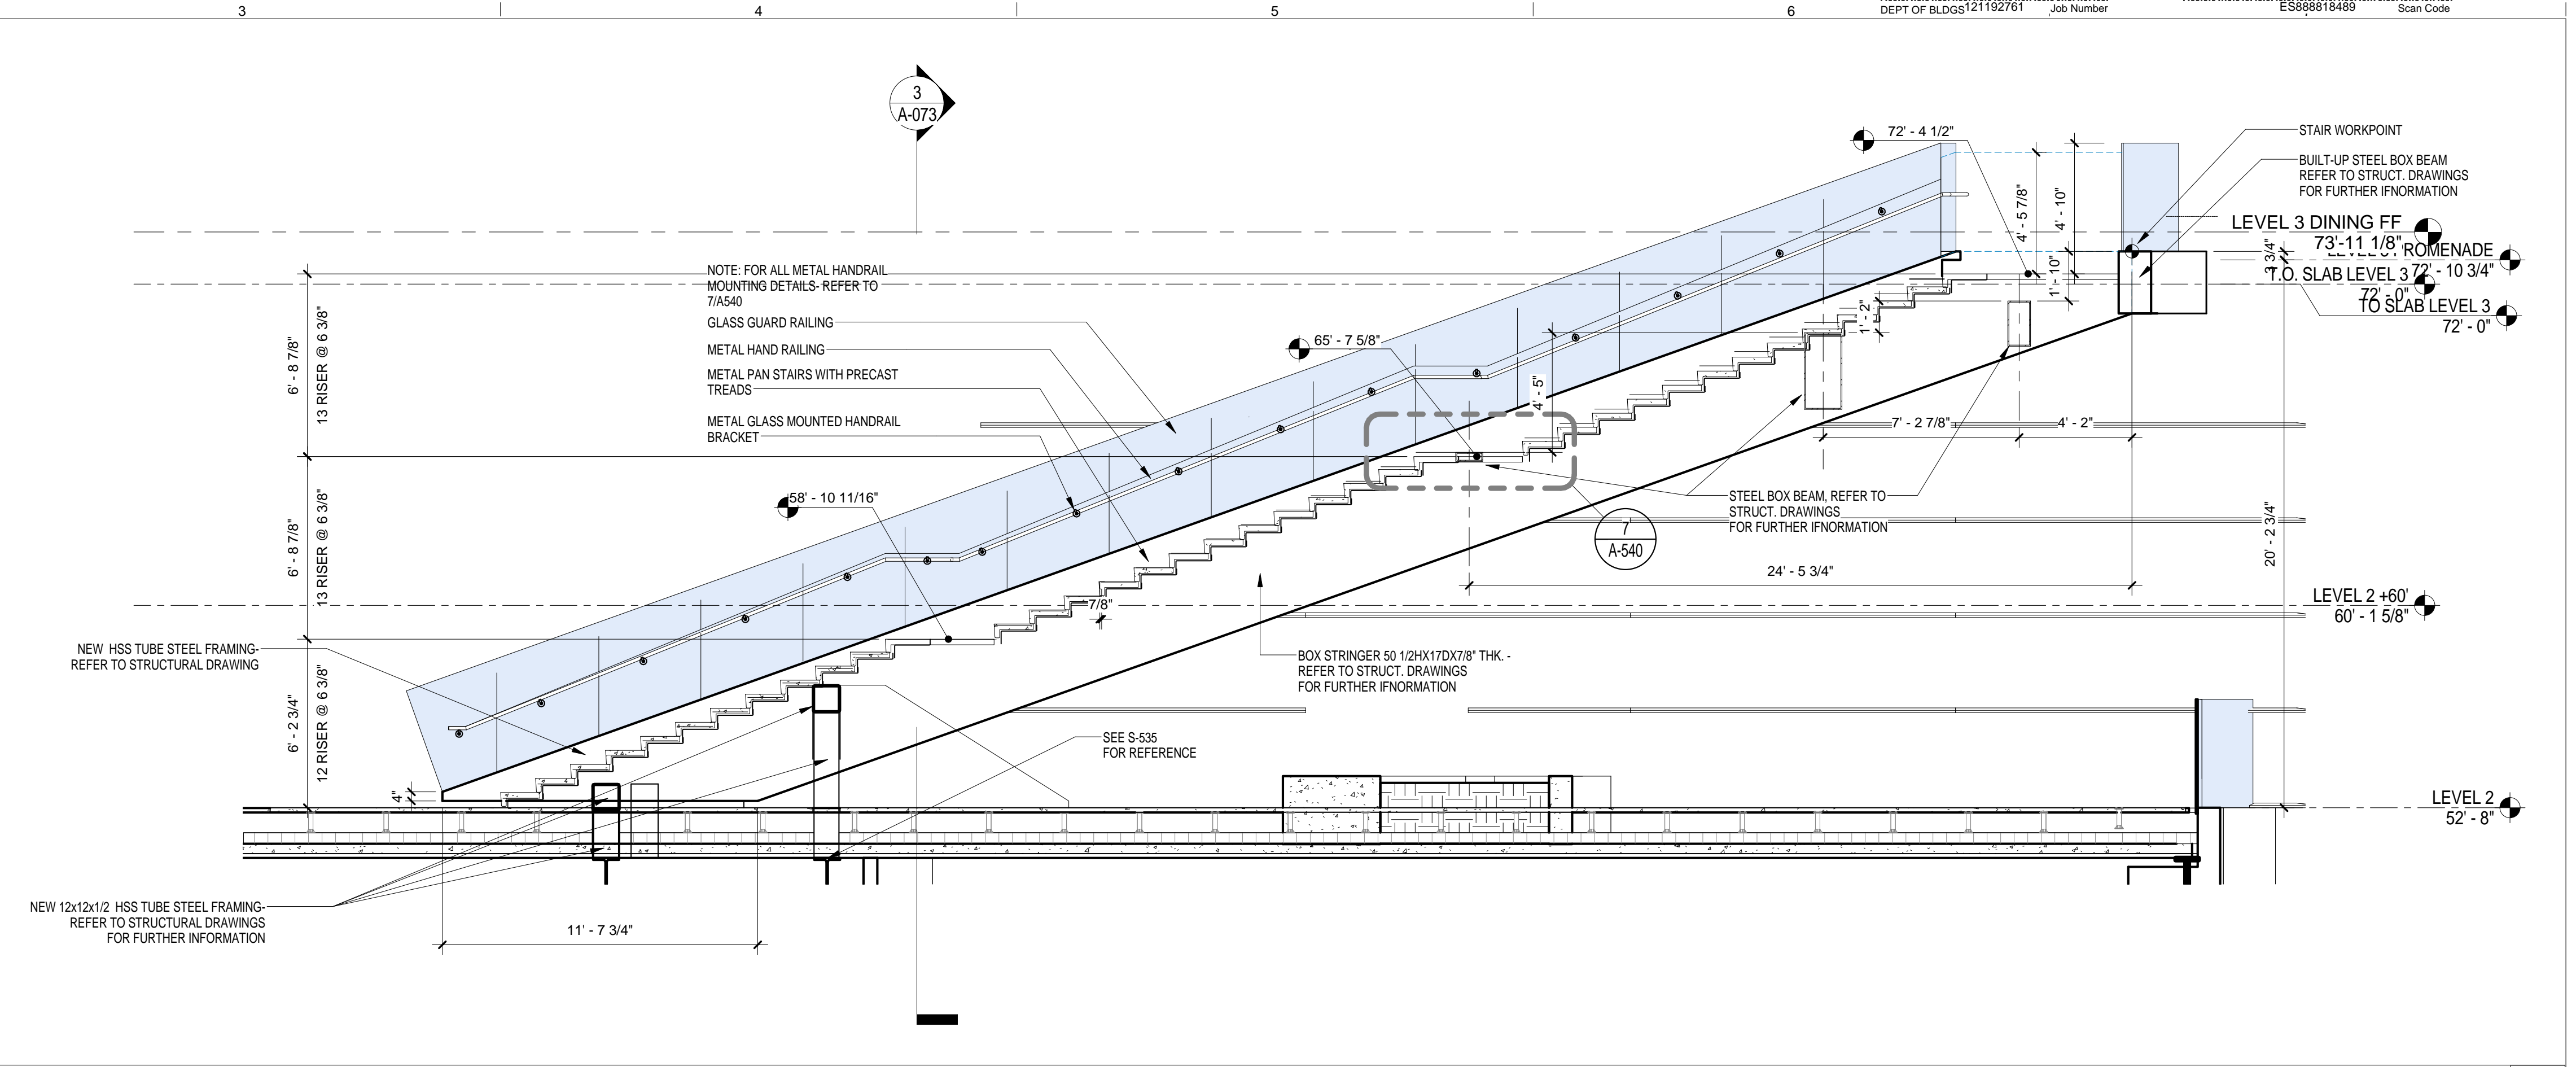 3
4
5
6
DEPT OF BLDGS 121192761 Job Number
ES888818489 Scan Code
3
A-073
72' - 4 1/2"
STAIR WORKPOINT
BUILT-UP STEEL BOX BEAM
REFER TO STRUCT. DRAWINGS
FOR FURTHER IFNORMATION
4' - 5 7/8"
4' - 10"
1' - 10"
3/4"
LEVEL 3 DINING FF
73'-11 1/8"
ROMENADE
72' - 10 3/4"
T.O. SLAB LEVEL 3
72' - 0"
TO SLAB LEVEL 3
72' - 0"
NOTE: FOR ALL METAL HANDRAIL
MOUNTING DETAILS- REFER TO
7/A540
GLASS GUARD RAILING
METAL HAND RAILING
METAL PAN STAIRS WITH PRECAST
TREADS
METAL GLASS MOUNTED HANDRAIL
BRACKET
6' - 8 7/8"
13 RISER @ 6 3/8"
6' - 8 7/8"
13 RISER @ 6 3/8"
6' - 2 3/4"
12 RISER @ 6 3/8"
65' - 7 5/8"
1' - 2"
4' - 5"
7' - 2 7/8"
4' - 2"
58' - 10 11/16"
STEEL BOX BEAM, REFER TO
STRUCT. DRAWINGS
FOR FURTHER IFNORMATION
7
A-540
24' - 5 3/4"
20' - 2 3/4"
7/8"
LEVEL 2 +60'
60' - 1 5/8"
NEW HSS TUBE STEEL FRAMING-
REFER TO STRUCTURAL DRAWING
BOX STRINGER 50 1/2HX17DX7/8" THK. -
REFER TO STRUCT. DRAWINGS
FOR FURTHER IFNORMATION
SEE S-535
FOR REFERENCE
4"
LEVEL 2
52' - 8"
NEW 12x12x1/2 HSS TUBE STEEL FRAMING-
REFER TO STRUCTURAL DRAWINGS
FOR FURTHER INFORMATION
11' - 7 3/4"